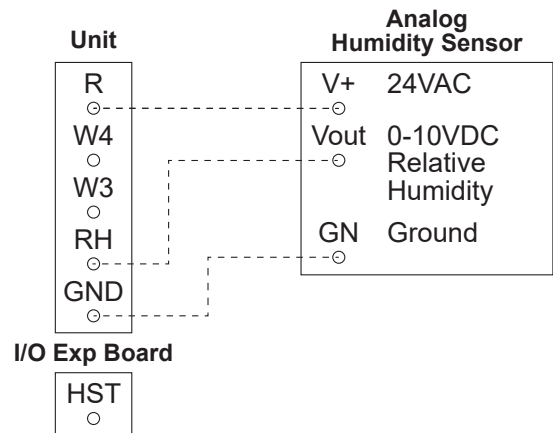 Unit
R
W4
W3
RH
GND
I/O Exp Board
HST
Analog
Humidity Sensor
V+ 24VAC
Vout 0-10VDC
Relative
Humidity
GN Ground